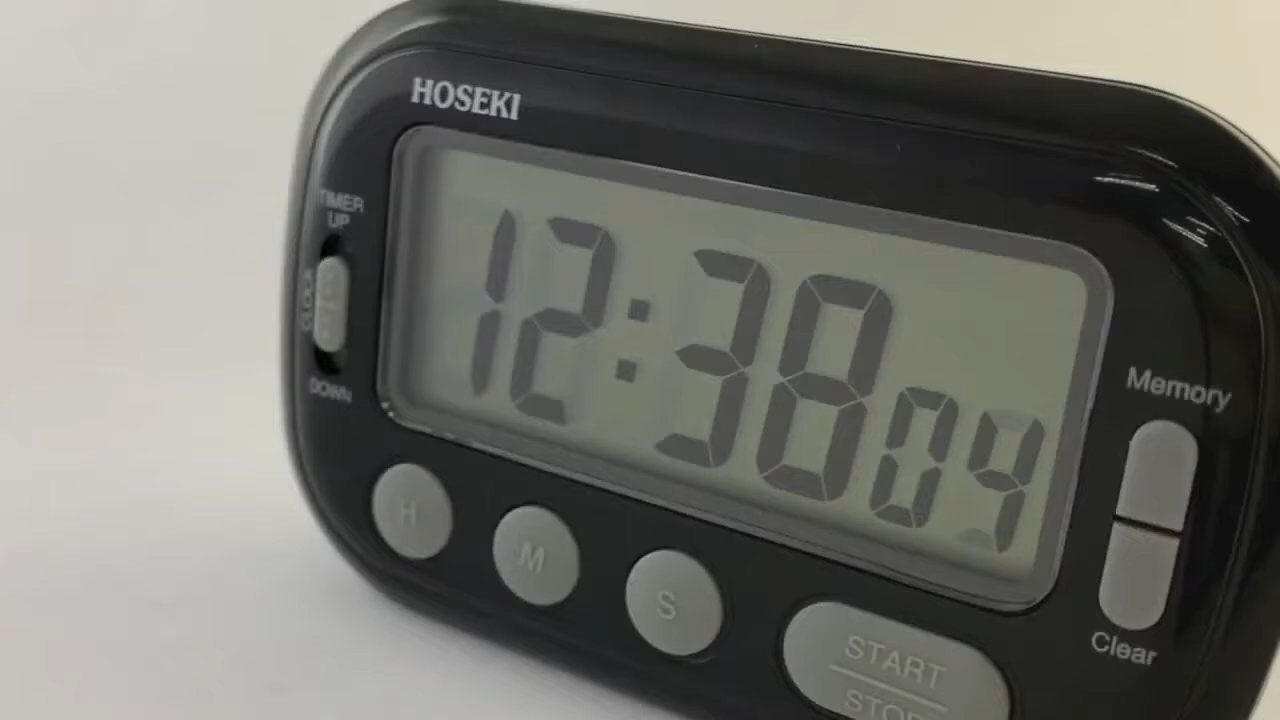 HOSEKI
TIMER
UP
CLOCK
DOWN
12:38 04
Memory
Clear
H
M
S
START
STOP